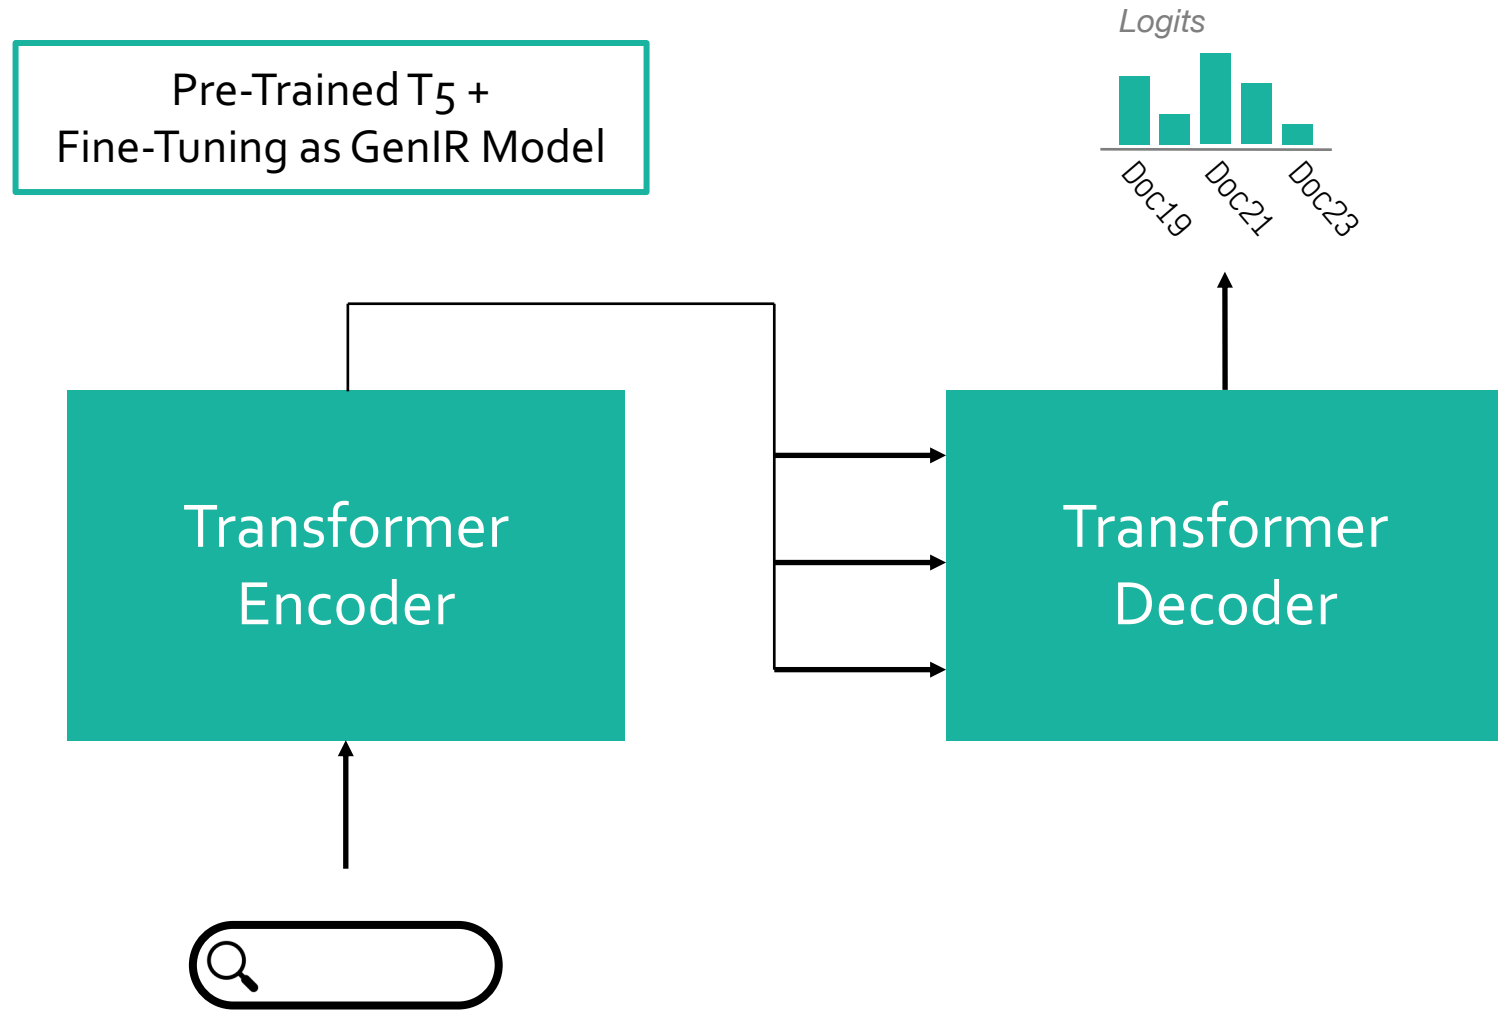 Pre-Trained T5 +
Fine-Tuning as GenIR Model
Logits
Doc19
Doc21
Doc23
Transformer
Encoder
Transformer
Decoder